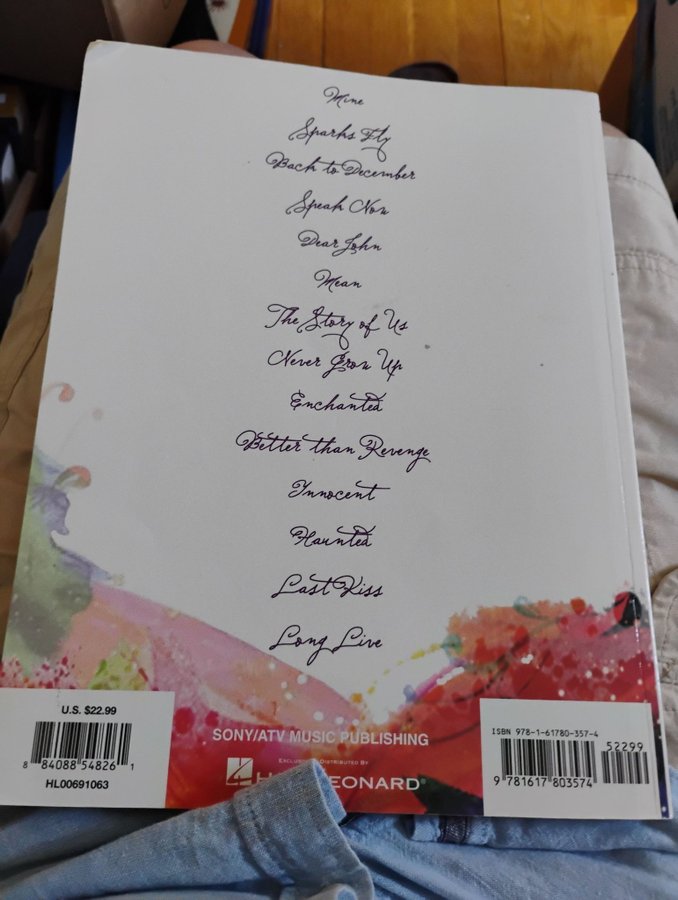 Mine
Sparks Fly
Back to December
Speak Now
Dear John
Mean
The Story of Us
Never Grow Up
Enchanted
Better than Revenge
Innocent
Haunted
Last Kiss
Long Live
U.S. $22.99
8 84088 54826 1
HL00691063
SONY/ATV MUSIC PUBLISHING
EXCLUSIVELY DISTRIBUTED BY
LEONARD®
ISBN 978-1-61780-357-4
52299
9 781617 803574